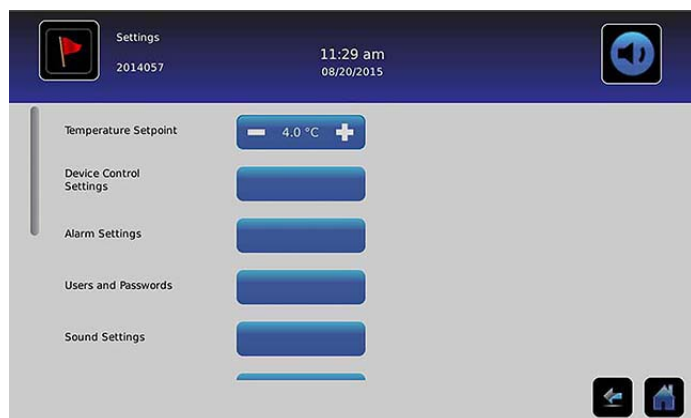 Settings
2014057
11:29 am
08/20/2015
Temperature Setpoint
4.0 °C
Device Control
Settings
Alarm Settings
Users and Passwords
Sound Settings